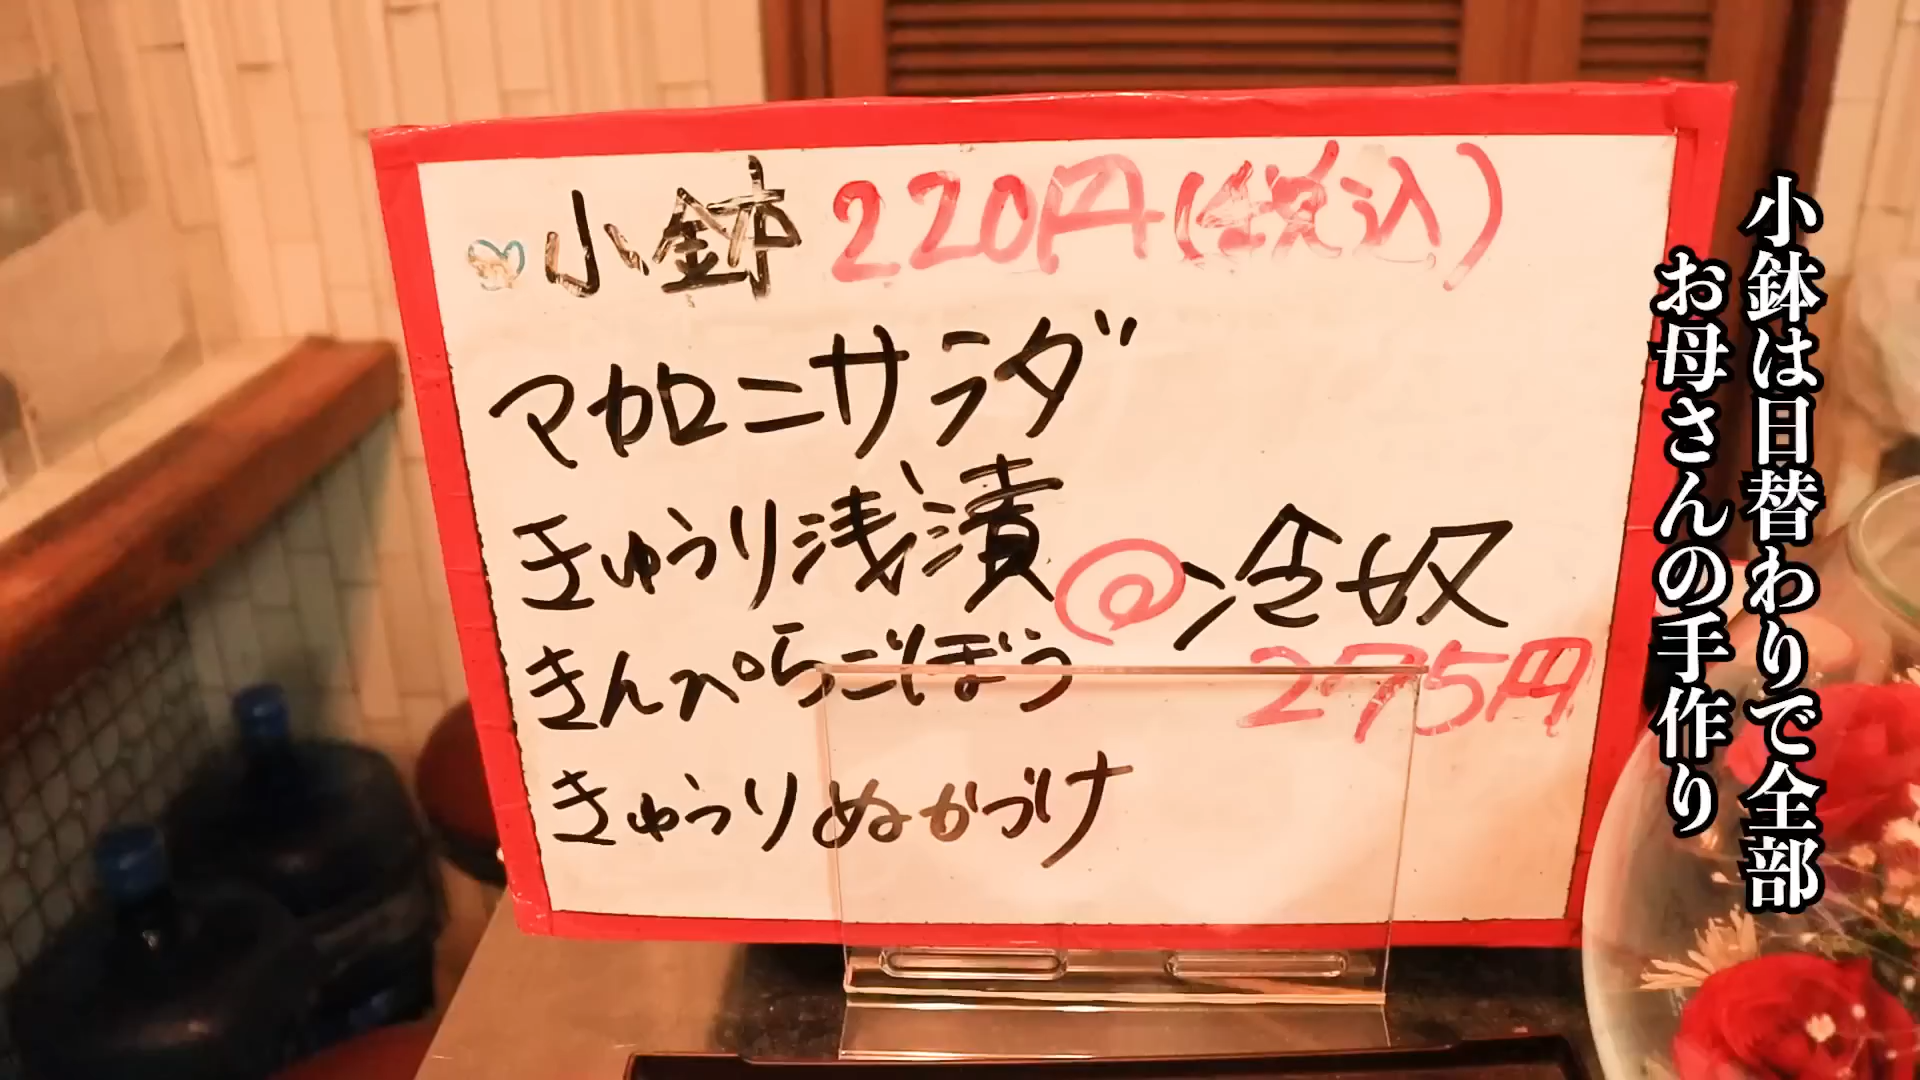 小鉢 220円(税込)
マカロニサラダ
きゅうり浅漬
きんぴらごぼう
きゅうりぬかづけ
@冷奴
275円
小鉢は日替わりで全部
お母さんの手作り